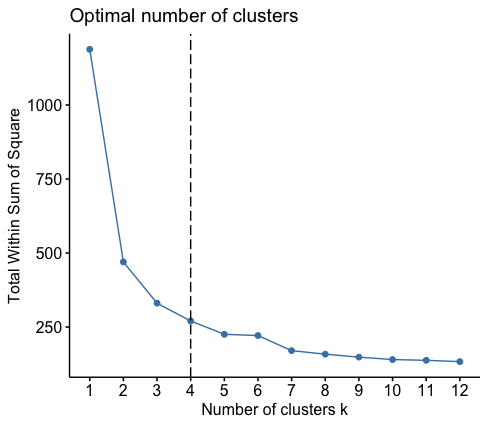 Optimal number of clusters
Total Within Sum of Square
1000
750
500
250
1 2 3 4 5 6 7 8 9 10 11 12
Number of clusters k